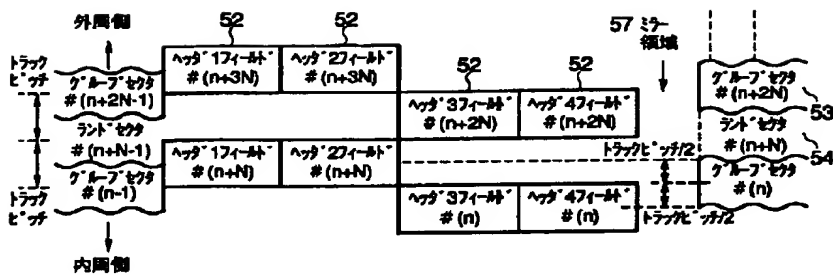 外周側
トラック
ピッチ
グルーブセクタ
#(n+2N-1)
ランドセクタ
#(n+N-1)
グルーブセクタ
#(n-1)
トラック
ピッチ
内周側
52
52
ヘッダ1フィールド
#(n+3N)
ヘッダ2フィールド
#(n+3N)
ヘッダ1フィールド
#(n+N)
ヘッダ2フィールド
#(n+N)
52
52
ヘッダ3フィールド
#(n+2N)
ヘッダ4フィールド
#(n+2N)
ヘッダ3フィールド
#(n)
ヘッダ4フィールド
#(n)
57 ミラー
領域
トラックピッチ/2
トラックピッチ/2
グルーブセクタ
#(n+2N)
53
ランドセクタ
#(n+N)
54
グルーブセクタ
#(n)